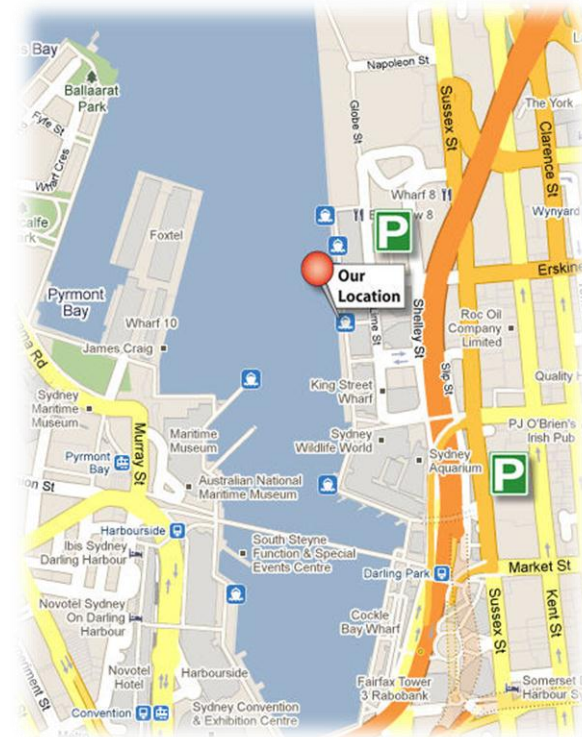 s Bay
Ballaarat
Park
Fyfe St
Wharf Cres
calfe
ark
Foxtel
Pyrmont
Bay
Wharf 10
James Craig
Sydney
Maritime
Museum
Murray St
Pyrmont
Bay
on St
Maritime
Museum
Australian National
Maritime Museum
Harbourside
Ibis Sydney
Darling Harbour
Novotel Sydney
On Darling
Harbour
Novotel
Hotel
Harbourside
Convention
Sydney Convention
& Exhibition Centre
South Steyne
Function & Special
Events Centre
Napoleon St
Globe St
Sussex St
The York
Clarence St
Wharf 8
Wynyard
P
Our
Location
Erskine
Shelley St
Roc Oil
Company
Limited
Slip St
King Street
Wharf
Quality H
Sydney
Wildlife World
Sydney
Aquarium
PJ O'Brien's
Irish Pub
P
Darling Park
Market St
Cockle
Bay Wharf
Sussex St
Kent St
Fairfax Tower
3 Rabobank
Somerset
Harbour S